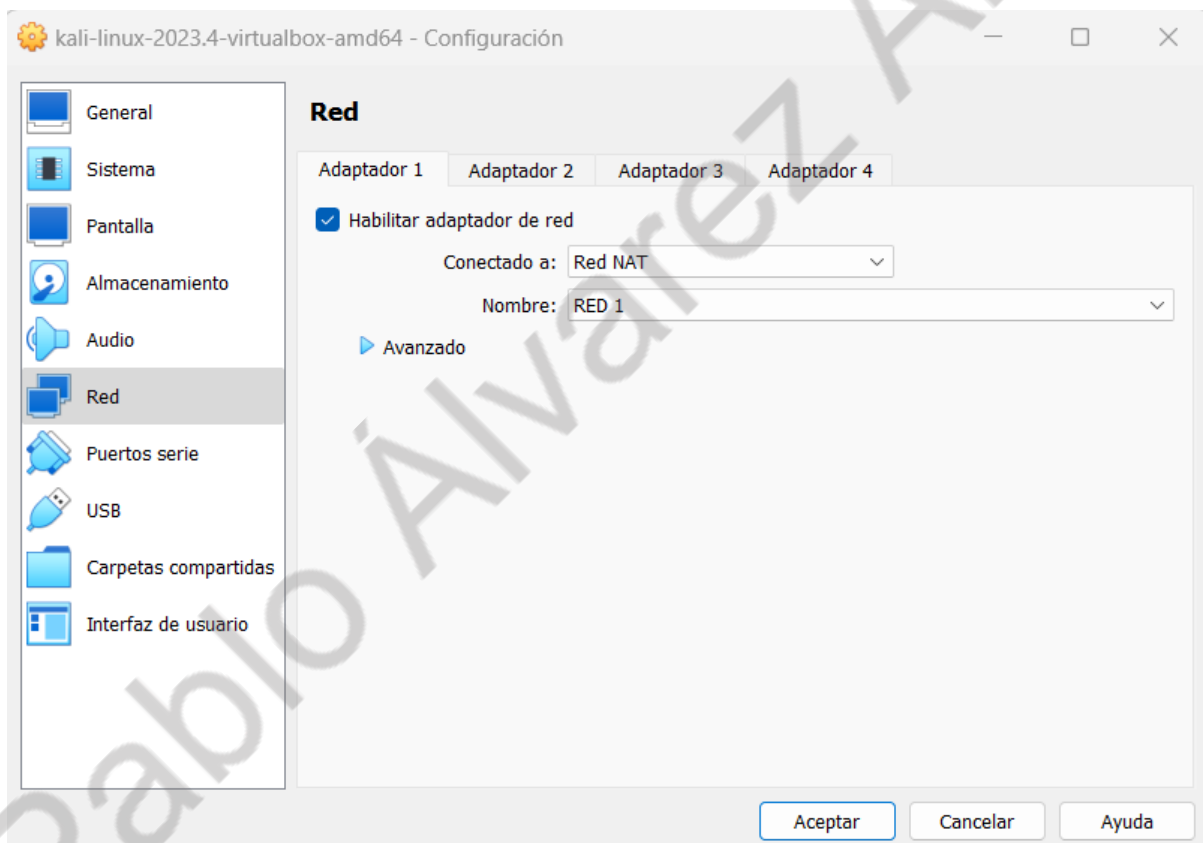 kali-linux-2023.4-virtualbox-amd64 - Configuración
General
Sistema
Pantalla
Almacenamiento
Audio
Red
Puertos serie
USB
Carpetas compartidas
Interfaz de usuario
Red
Adaptador 1 Adaptador 2 Adaptador 3 Adaptador 4
Habilitar adaptador de red
Conectado a: Red NAT
Nombre: RED 1
Avanzado
Aceptar Cancelar Ayuda
Pablo Álvarez